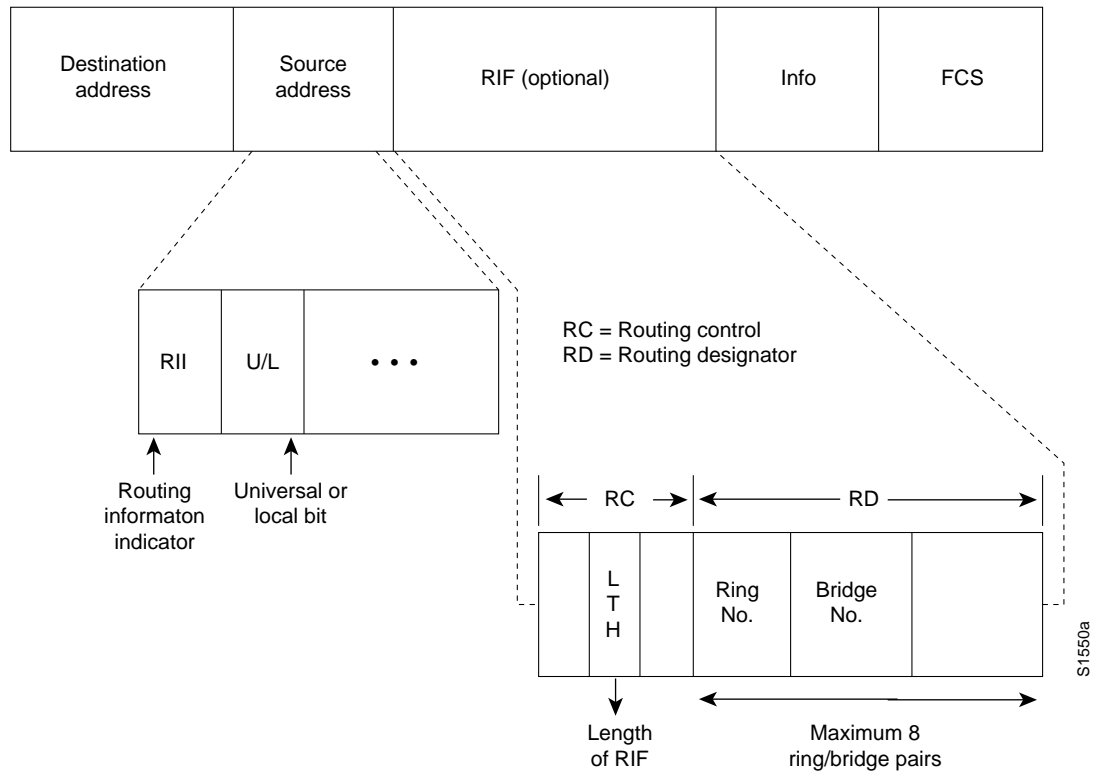 Destination
address
Source
address
RIF (optional)
Info
FCS
RII
U/L
• • •
RC = Routing control
RD = Routing designator
Routing
informaton
indicator
Universal or
local bit
RC
RD
L
T
H
Ring
No.
Bridge
No.
S1550a
Length
of RIF
Maximum 8
ring/bridge pairs